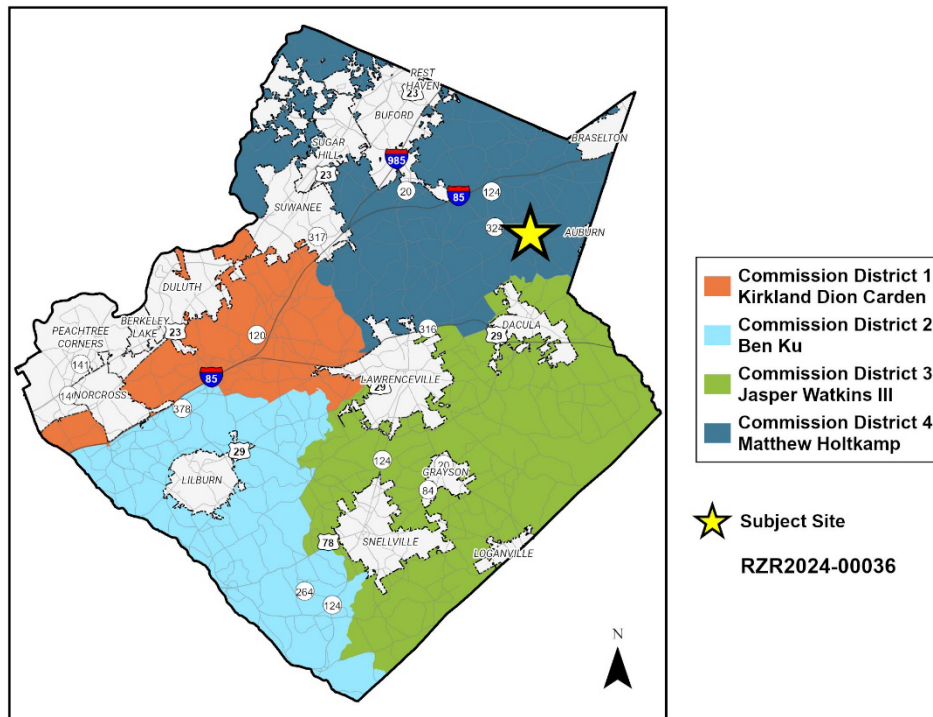 REST
HAVEN
23
BUFORD
BRASELTON
SUGAR
HILL
985
23
20
85
124
SUWANEE
324
AUBURN
317
DULUTH
BERKELEY
LAKE
23
PEACHTREE
CORNERS
120
316
DACULA
29
141
14
NORCROSS
85
LAWRENCEVILLE
29
378
29
LILBURN
124
20
GRAYSON
84
78
SNELLVILLE
LOGANVILLE
264
124
N
Commission District 1
Kirkland Dion Carden
Commission District 2
Ben Ku
Commission District 3
Jasper Watkins III
Commission District 4
Matthew Holtkamp
Subject Site
RZR2024-00036